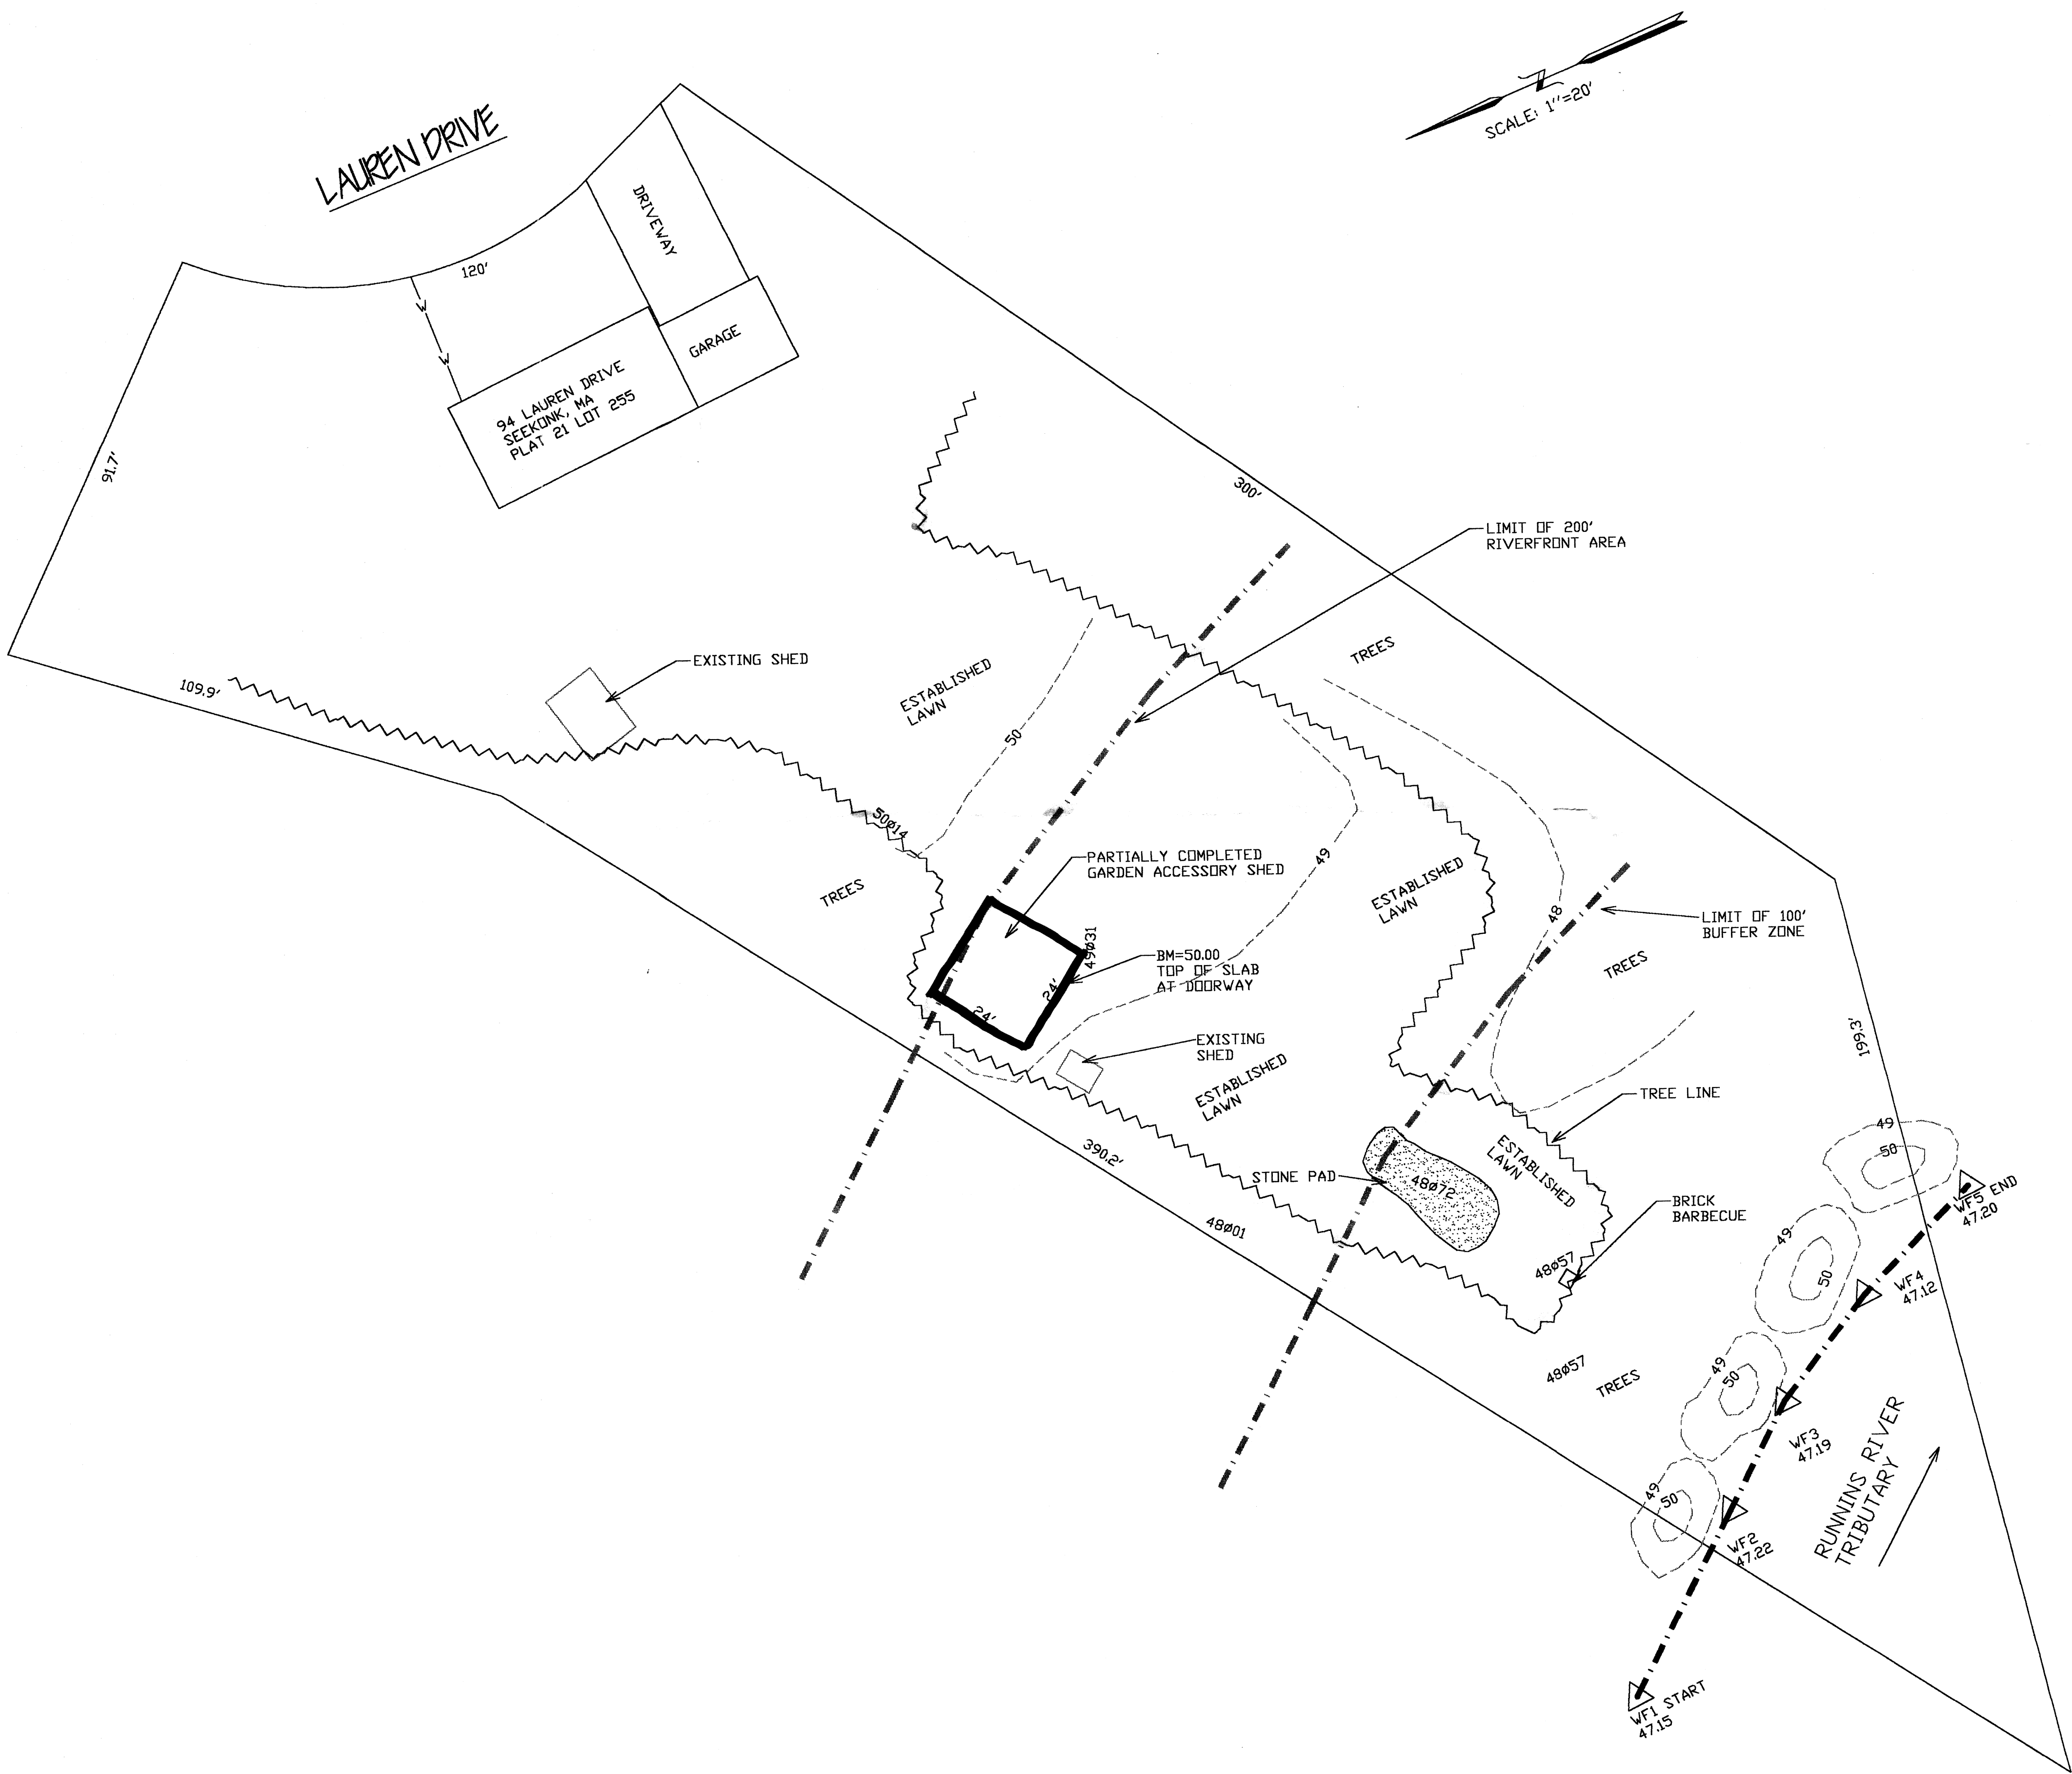 SCALE: 1''=20'
LAUREN DRIVE
DRIVEWAY
120'
W
W
GARAGE
94 LAUREN DRIVE
SEEKONK, MA
PLAT 21 LOT 255
91.7'
300'
LIMIT OF 200'
RIVERFRONT AREA
109.9'
EXISTING SHED
ESTABLISHED
LAWN
TREES
50
50ø14
TREES
PARTIALLY COMPLETED
GARDEN ACCESSORY SHED
49
ESTABLISHED
LAWN
48
LIMIT OF 100'
BUFFER ZONE
49ø31
BM=50.00
TOP OF SLAB
AT DOORWAY
24'
24'
TREES
EXISTING
SHED
ESTABLISHED
LAWN
199.3'
TREE LINE
390.2'
STONE PAD
48ø72
ESTABLISHED
LAWN
BRICK
BARBECUE
48ø01
48ø57
48ø57
TREES
49
50
WF5 END
47.20
49
50
WF4
47.12
49
50
WF3
47.19
49
50
WF2
47.22
RUNNINS RIVER
TRIBUTARY
WF1 START
47.15